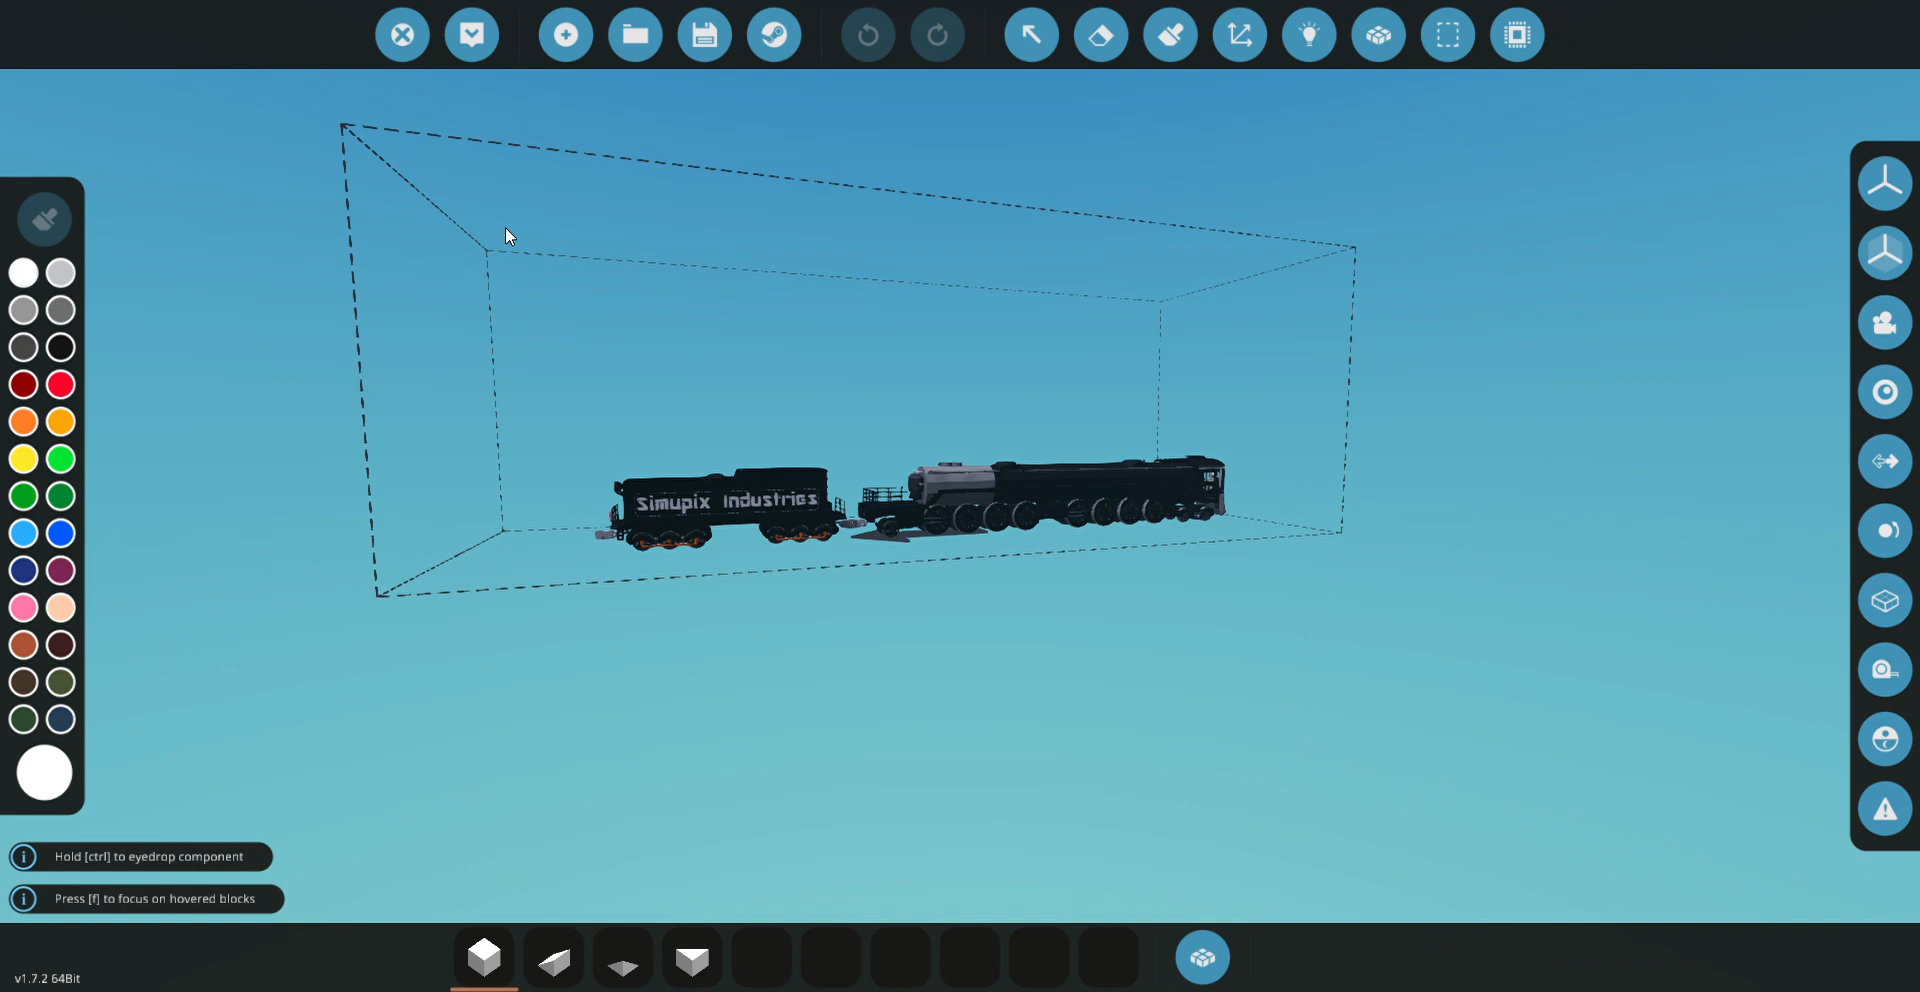 Simupix Industries
Hold [ctrl] to eyedrop component
Press [f] to focus on hovered blocks
v1.7.2 64Bit